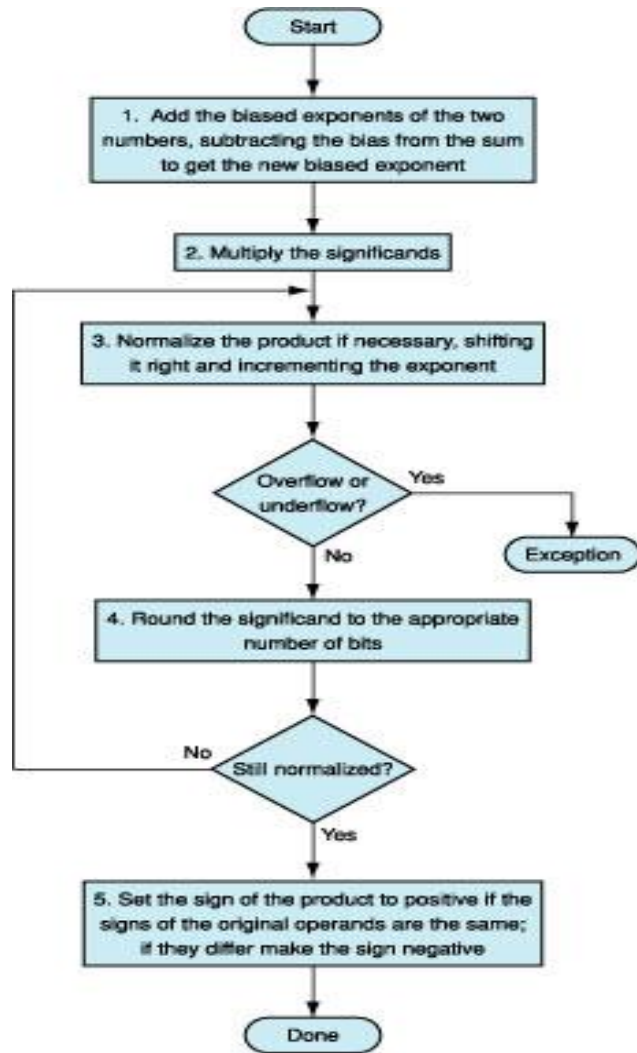 Start
1. Add the biased exponents of the two
numbers, subtracting the bias from the sum
to get the new biased exponent
2. Multiply the significands
3. Normalize the product if necessary, shifting
it right and incrementing the exponent
Overflow or
underflow?
Yes
Exception
No
4. Round the significand to the appropriate
number of bits
No
Still normalized?
Yes
5. Set the sign of the product to positive if the
signs of the original operands are the same;
if they differ make the sign negative
Done